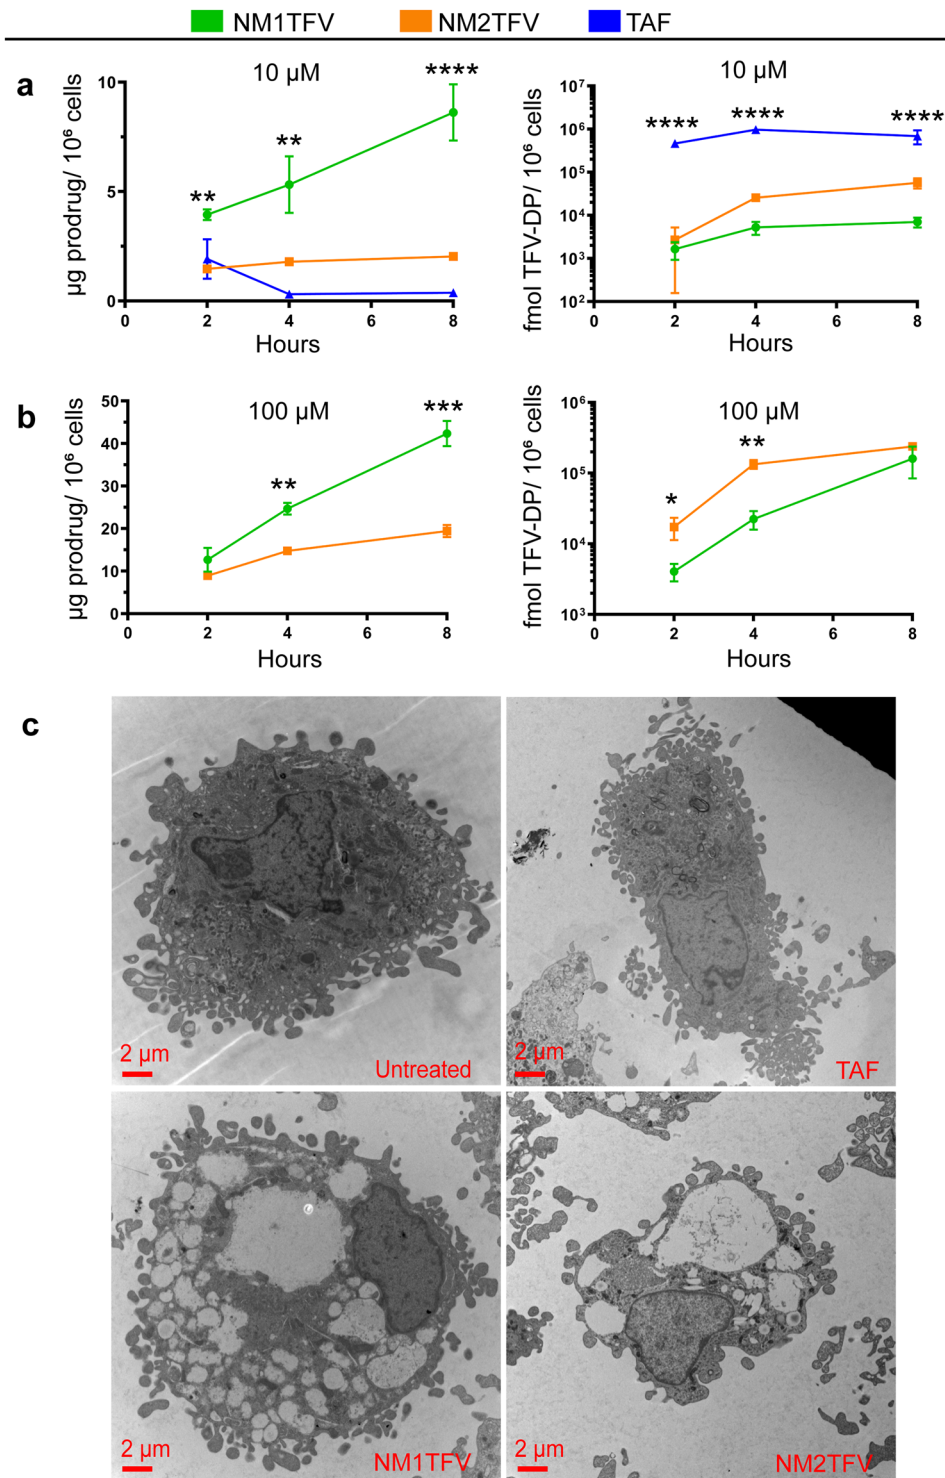 NM1TFV NM2TFV TAF
a
10 µM
**
**
****
10
5
0
0 2 4 6 8
Hours
µg prodrug/ 10⁶ cells
10 µM
****
****
****
10⁷
10⁶
10⁵
10⁴
10³
10²
0 2 4 6 8
Hours
fmol TFV-DP/ 10⁶ cells
b
100 µM
**
***
50
40
30
20
10
0
0 2 4 6 8
Hours
µg prodrug/ 10⁶ cells
100 µM
*
**
10⁶
10⁵
10⁴
10³
0 2 4 6 8
Hours
fmol TFV-DP/ 10⁶ cells
c
2 µm
Untreated
2 µm
TAF
2 µm
NM1TFV
2 µm
NM2TFV